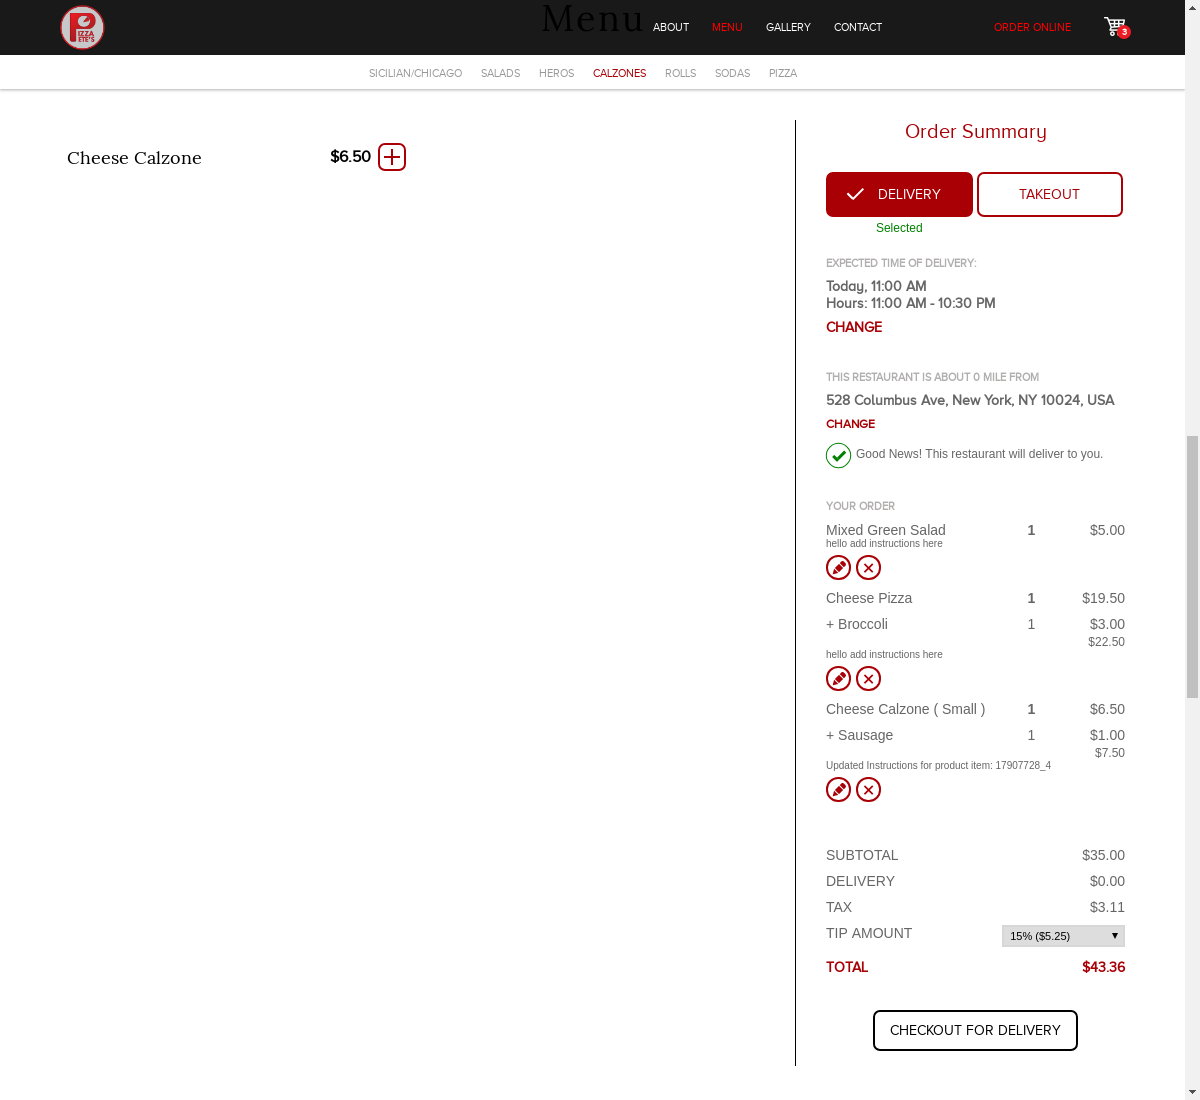 PIZZA
ETE'S
Menu
ABOUT
MENU
GALLERY
CONTACT
ORDER ONLINE
3
SICILIAN/CHICAGO
SALADS
HEROS
CALZONES
ROLLS
SODAS
PIZZA
Cheese Calzone
$6.50
Order Summary
DELIVERY
TAKEOUT
Selected
EXPECTED TIME OF DELIVERY:
Today, 11:00 AM
Hours: 11:00 AM - 10:30 PM
CHANGE
THIS RESTAURANT IS ABOUT 0 MILE FROM
528 Columbus Ave, New York, NY 10024, USA
CHANGE
Good News! This restaurant will deliver to you.
YOUR ORDER
Mixed Green Salad 1 $5.00
hello add instructions here
Cheese Pizza 1 $19.50
+ Broccoli 1 $3.00
$22.50
hello add instructions here
Cheese Calzone ( Small ) 1 $6.50
+ Sausage 1 $1.00
$7.50
Updated Instructions for product item: 17907728_4
SUBTOTAL $35.00
DELIVERY $0.00
TAX $3.11
TIP AMOUNT 15% ($5.25)
TOTAL $43.36
CHECKOUT FOR DELIVERY